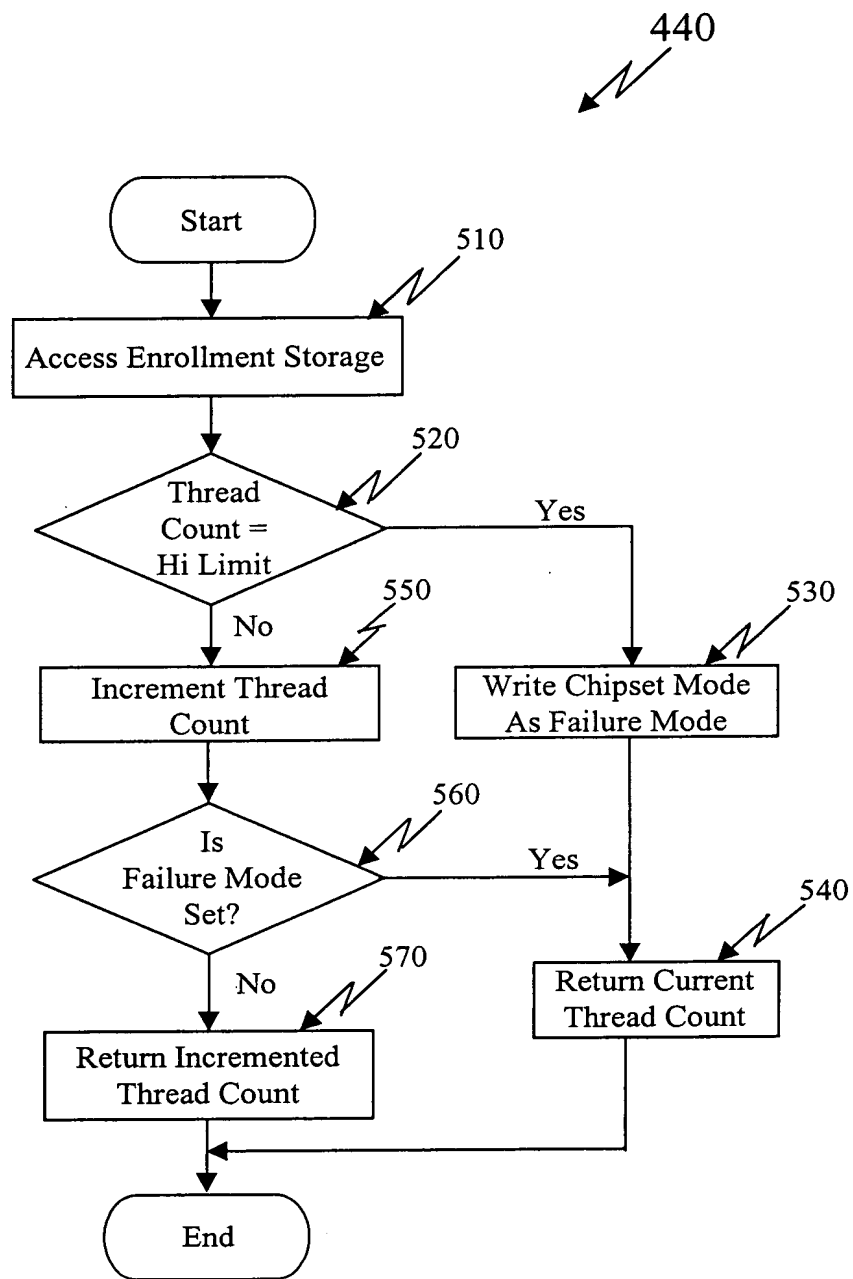 440
Start
510
Access Enrollment Storage
520
Thread
Count =
Hi Limit
Yes
550
No
530
Increment Thread
Count
Write Chipset Mode
As Failure Mode
560
Is
Failure Mode
Set?
Yes
540
No
570
Return Current
Thread Count
Return Incremented
Thread Count
End